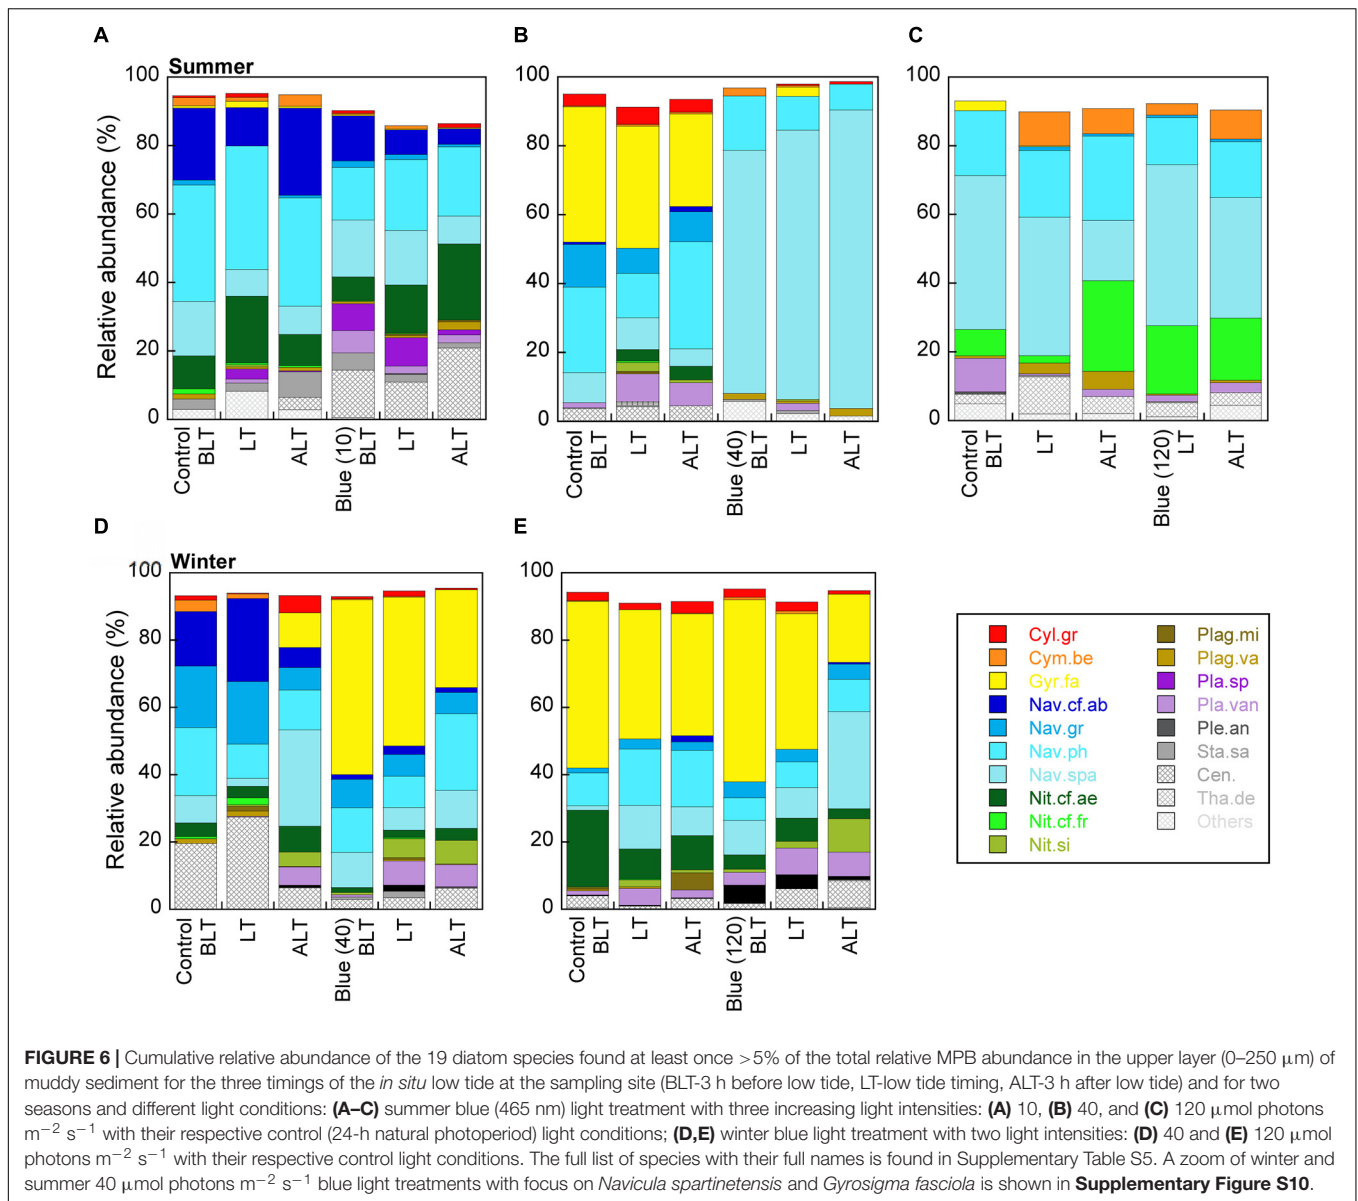 A
B
C
Summer
100
80
60
40
20
0
Relative abundance (%)
Control
BLT
LT
ALT
Blue (10)
BLT
LT
ALT
100
80
60
40
20
0
Control
BLT
LT
ALT
Blue (40)
BLT
LT
ALT
100
80
60
40
20
0
Control
BLT
LT
ALT
Blue (120)
LT
ALT
D
E
Winter
100
80
60
40
20
0
Relative abundance (%)
Control
BLT
LT
ALT
Blue (40)
BLT
LT
ALT
100
80
60
40
20
0
Control
BLT
LT
ALT
Blue (120)
BLT
LT
ALT
Cyl.gr
Cym.be
Gyr.fa
Nav.cf.ab
Nav.gr
Nav.ph
Nav.spa
Nit.cf.ae
Nit.cf.fr
Nit.si
Plag.mi
Plag.va
Pla.sp
Pla.van
Ple.an
Sta.sa
Cen.
Tha.de
Others
FIGURE 6 | Cumulative relative abundance of the 19 diatom species found at least once >5% of the total relative MPB abundance in the upper layer (0–250 μm) of
muddy sediment for the three timings of the in situ low tide at the sampling site (BLT-3 h before low tide, LT-low tide timing, ALT-3 h after low tide) and for two
seasons and different light conditions: (A–C) summer blue (465 nm) light treatment with three increasing light intensities: (A) 10, (B) 40, and (C) 120 μmol photons
m−2 s−1 with their respective control (24-h natural photoperiod) light conditions; (D,E) winter blue light treatment with two light intensities: (D) 40 and (E) 120 μmol
photons m−2 s−1 with their respective control light conditions. The full list of species with their full names is found in Supplementary Table S5. A zoom of winter and
summer 40 μmol photons m−2 s−1 blue light treatments with focus on Navicula spartinetensis and Gyrosigma fasciola is shown in Supplementary Figure S10.